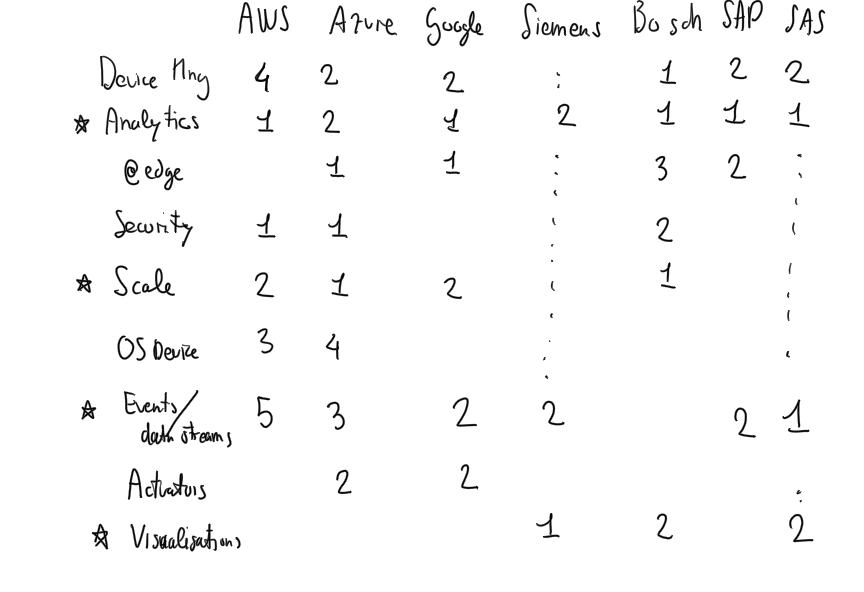 AWS Azure Google Siemens Bosch SAP SAS
Device Mng 4 2 2 : 1 2 2
☆ Analytics 1 2 1 2 1 1 1
@edge 1 1 : 3 2 :
Security 1 1 2
☆ Scale 2 1 2 1
OS Device 3 4
☆ Events/ 5 3 2 2 2 1
data streams
Actuators 2 2 :
☆ Visualisations 1 2 2